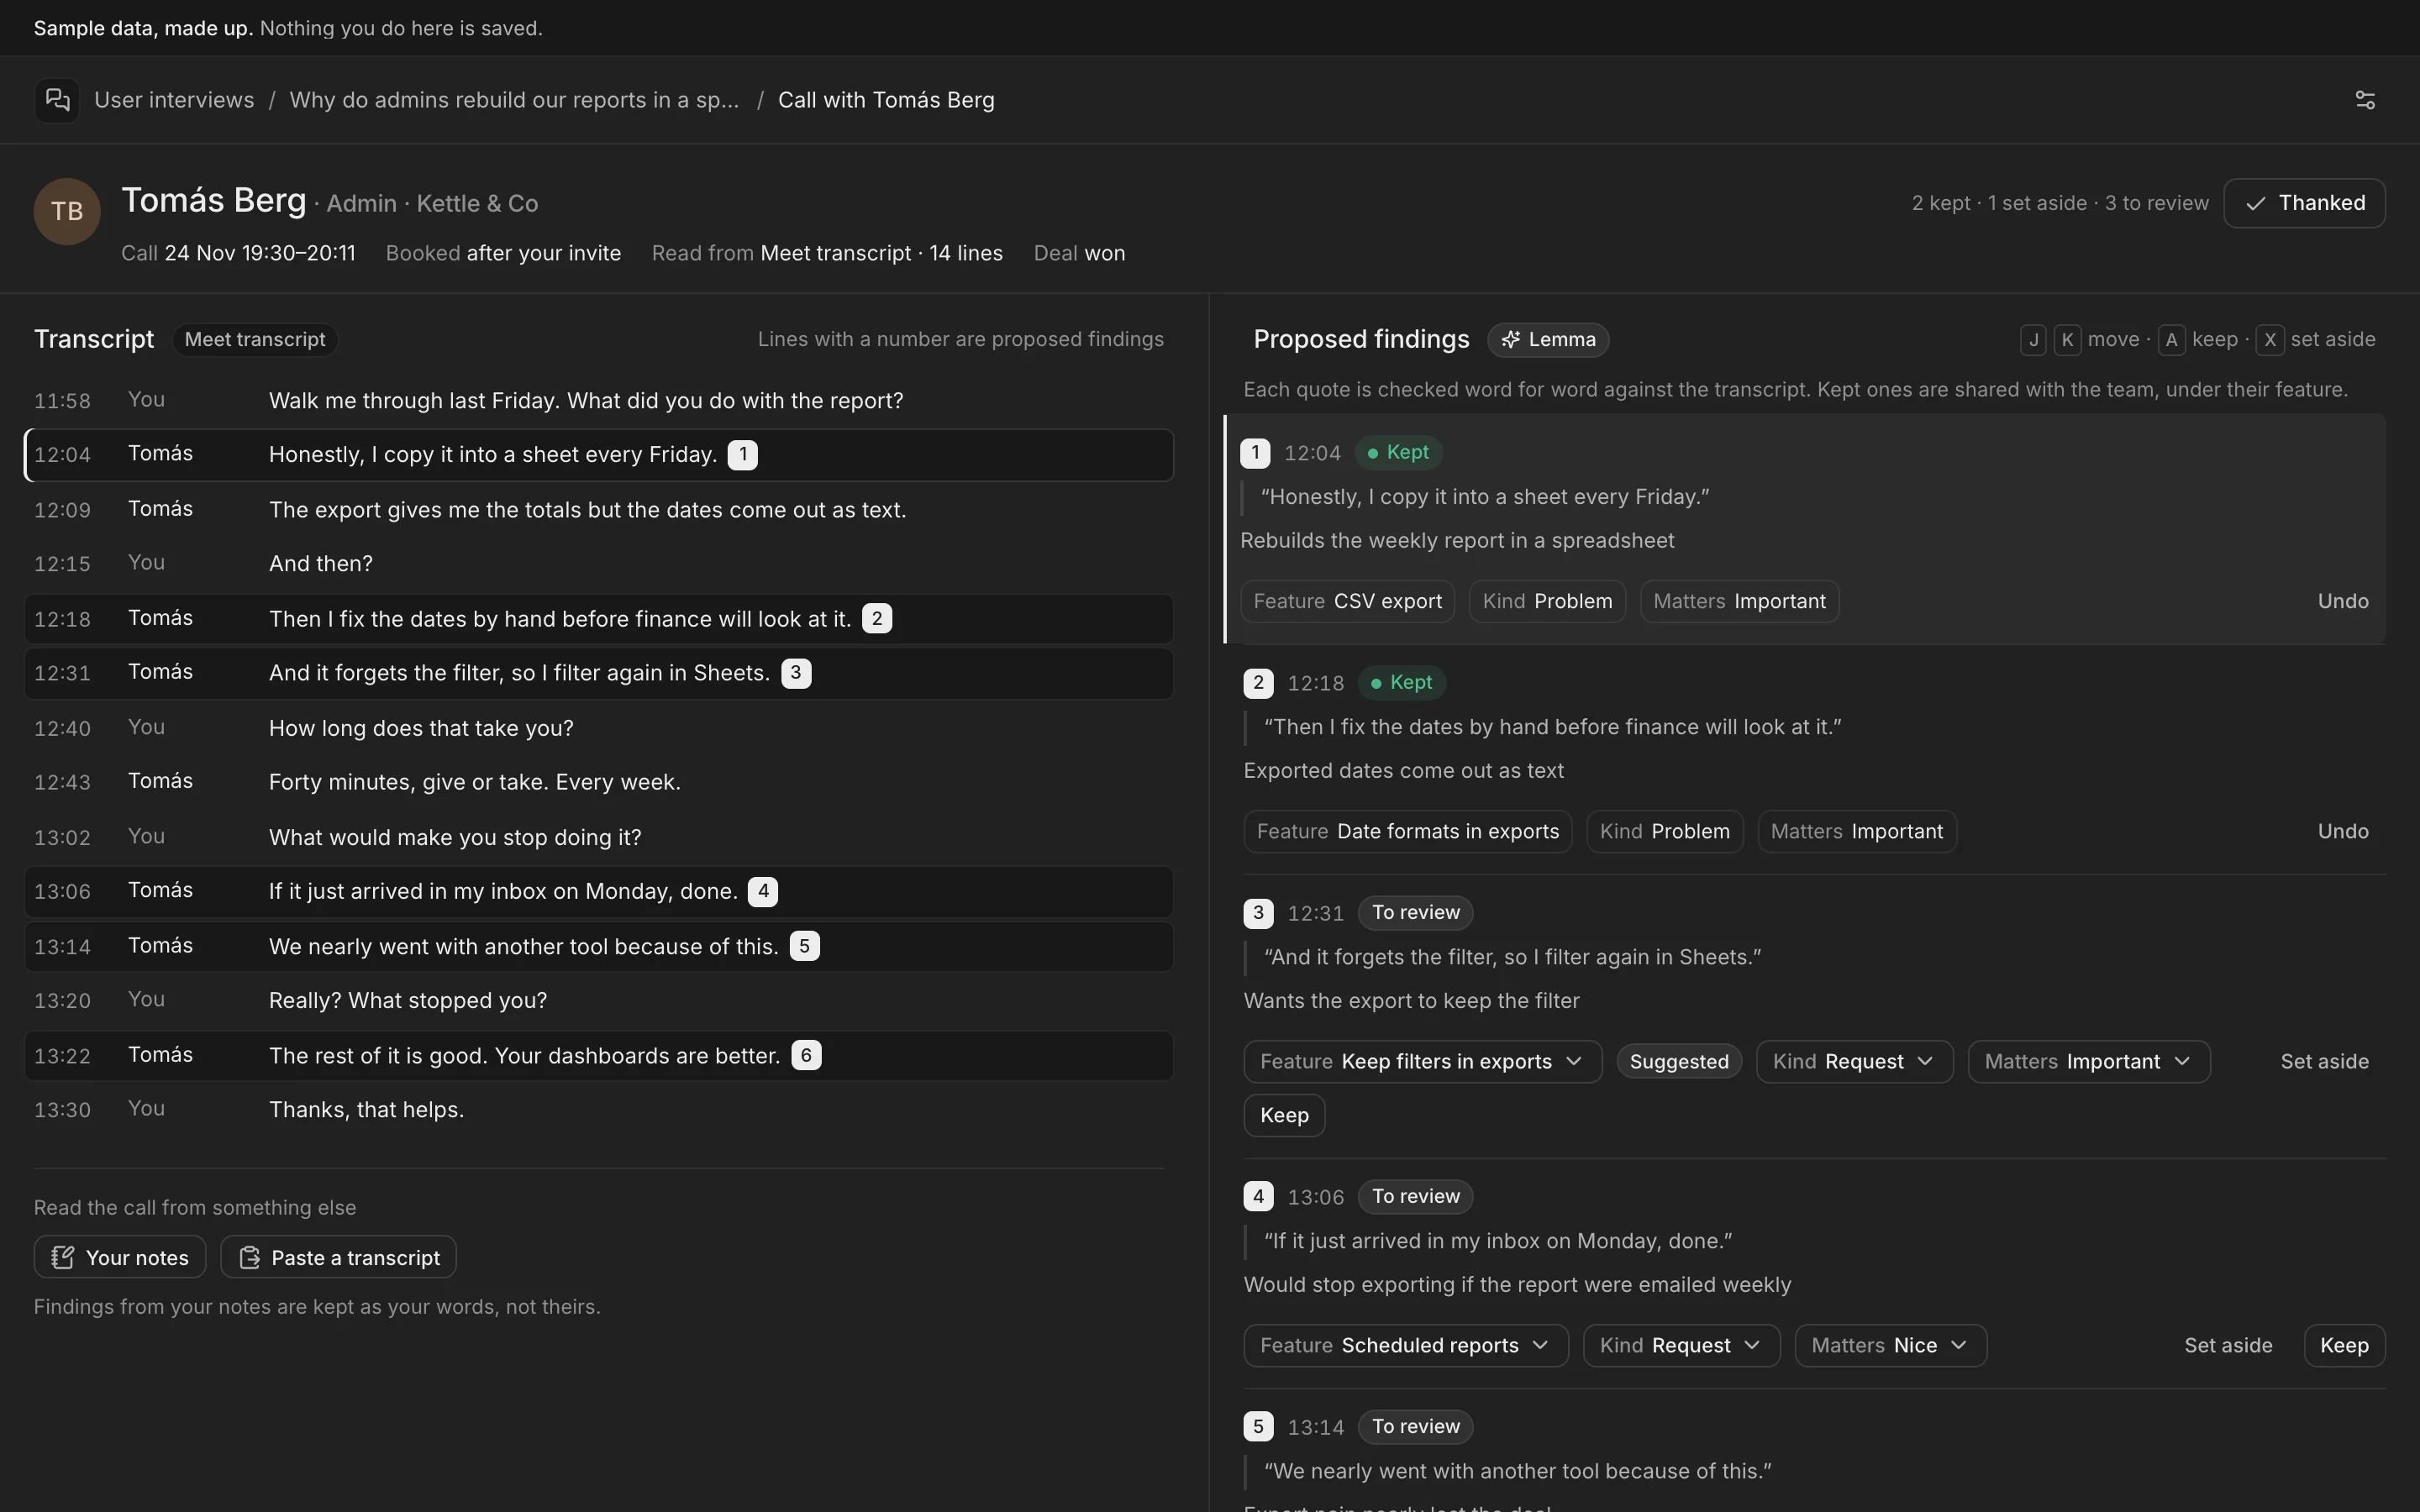 Sample data, made up. Nothing you do here is saved.
User interviews / Why do admins rebuild our reports in a sp... / Call with Tomás Berg
TB
Tomás Berg · Admin · Kettle & Co
2 kept · 1 set aside · 3 to review
Thanked
Call 24 Nov 19:30–20:11 Booked after your invite Read from Meet transcript · 14 lines Deal won
Transcript Meet transcript Lines with a number are proposed findings
11:58 You Walk me through last Friday. What did you do with the report?
12:04 Tomás Honestly, I copy it into a sheet every Friday. 1
12:09 Tomás The export gives me the totals but the dates come out as text.
12:15 You And then?
12:18 Tomás Then I fix the dates by hand before finance will look at it. 2
12:31 Tomás And it forgets the filter, so I filter again in Sheets. 3
12:40 You How long does that take you?
12:43 Tomás Forty minutes, give or take. Every week.
13:02 You What would make you stop doing it?
13:06 Tomás If it just arrived in my inbox on Monday, done. 4
13:14 Tomás We nearly went with another tool because of this. 5
13:20 You Really? What stopped you?
13:22 Tomás The rest of it is good. Your dashboards are better. 6
13:30 You Thanks, that helps.
Read the call from something else
Your notes Paste a transcript
Findings from your notes are kept as your words, not theirs.
Proposed findings Lemma J K move · A keep · X set aside
Each quote is checked word for word against the transcript. Kept ones are shared with the team, under their feature.
1 12:04 Kept
“Honestly, I copy it into a sheet every Friday.”
Rebuilds the weekly report in a spreadsheet
Feature CSV export Kind Problem Matters Important Undo
2 12:18 Kept
“Then I fix the dates by hand before finance will look at it.”
Exported dates come out as text
Feature Date formats in exports Kind Problem Matters Important Undo
3 12:31 To review
“And it forgets the filter, so I filter again in Sheets.”
Wants the export to keep the filter
Feature Keep filters in exports Suggested Kind Request Matters Important Set aside
Keep
4 13:06 To review
“If it just arrived in my inbox on Monday, done.”
Would stop exporting if the report were emailed weekly
Feature Scheduled reports Kind Request Matters Nice Set aside Keep
5 13:14 To review
“We nearly went with another tool because of this.”